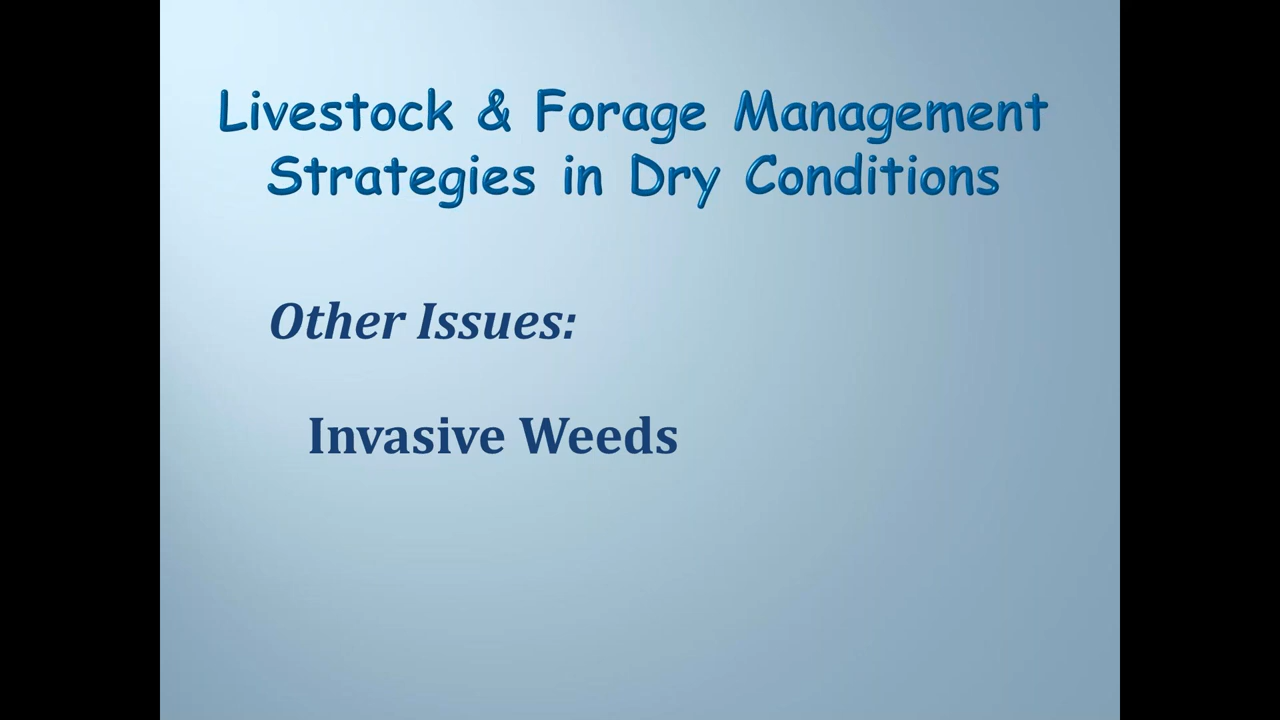 Livestock & Forage Management
Strategies in Dry Conditions
Other Issues:
Invasive Weeds